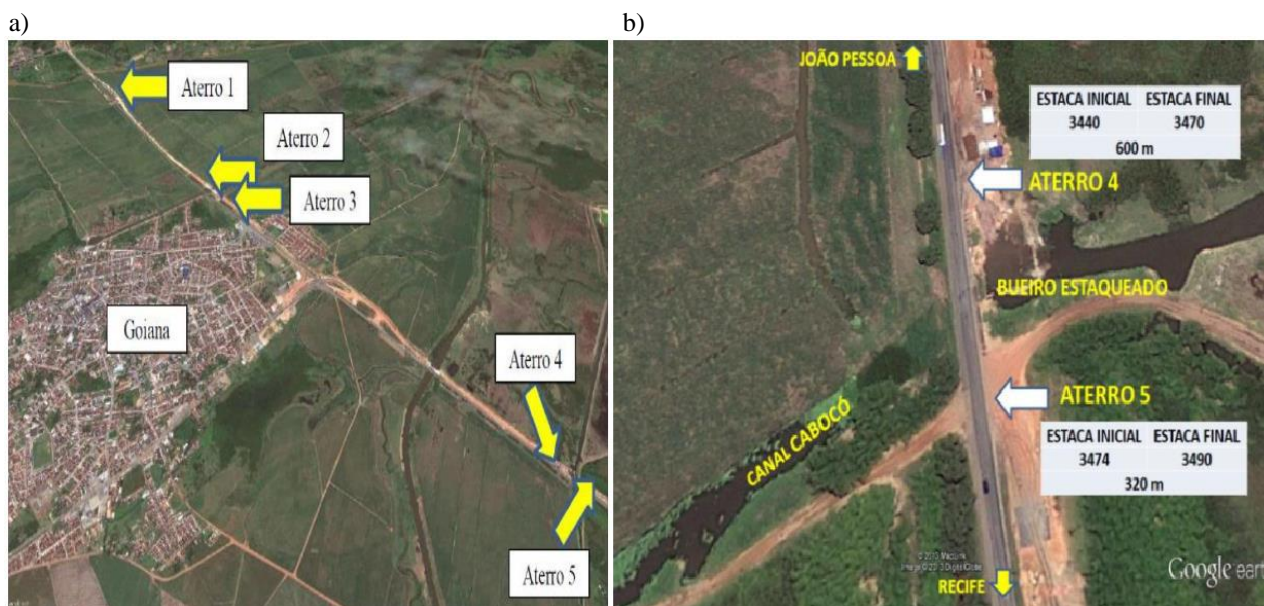 a)
b)
Aterro 1
Aterro 2
Aterro 3
Goiana
Aterro 4
Aterro 5
JOÃO PESSOA
ESTACA INICIAL ESTACA FINAL
3440 3470
600 m
ATERRO 4
BUEIRO ESTAQUEADO
ATERRO 5
CANAL CABOCÓ
ESTACA INICIAL ESTACA FINAL
3474 3490
320 m
RECIFE
Google eart